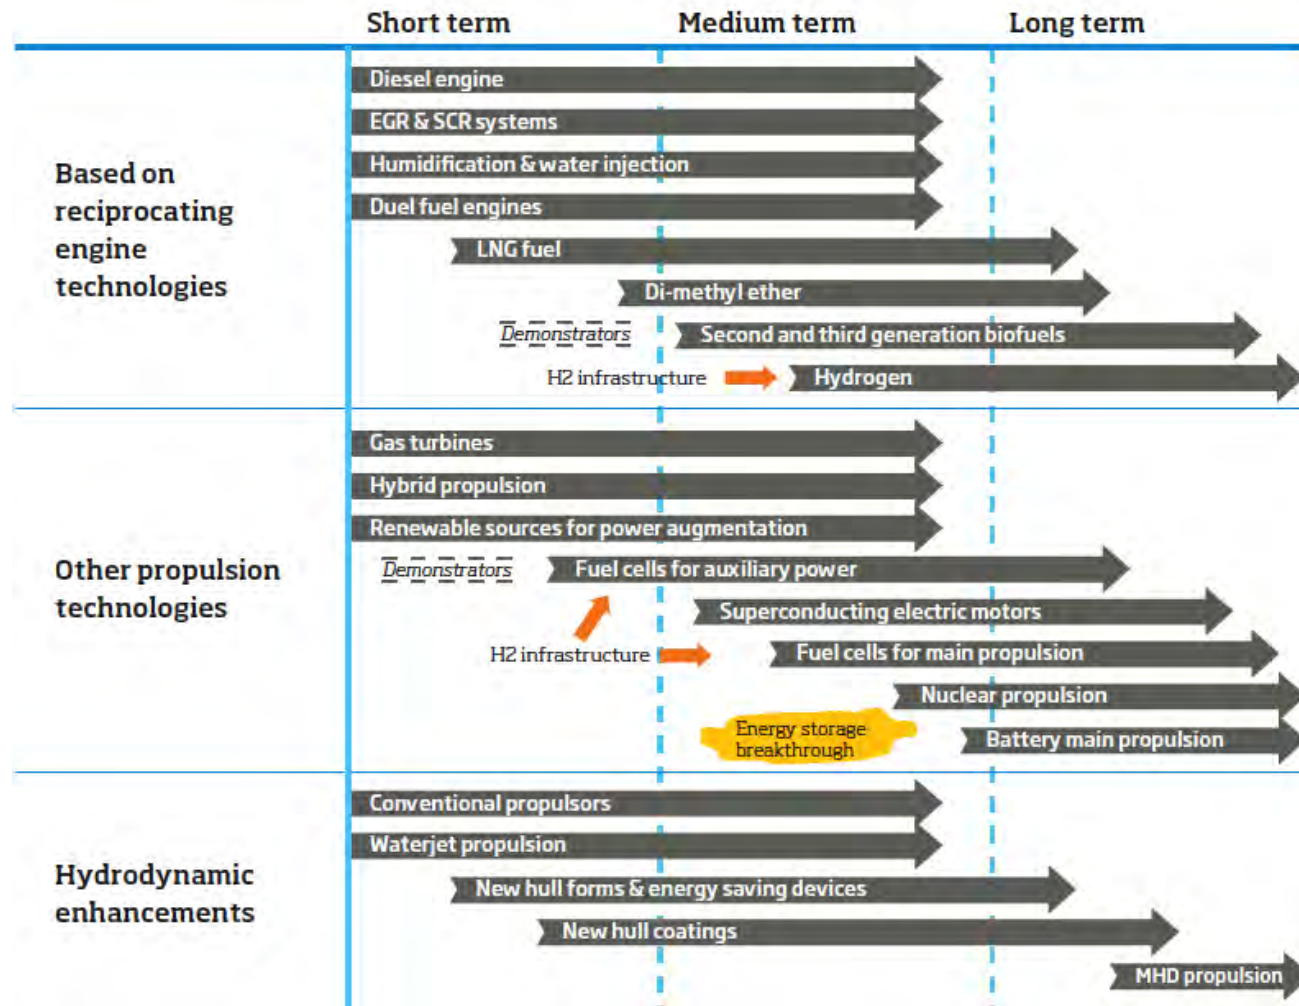 Short term Medium term Long term
Based on
reciprocating
engine
technologies
Diesel engine
EGR & SCR systems
Humidification & water injection
Duel fuel engines
LNG fuel
Di-methyl ether
Demonstrators Second and third generation biofuels
H2 infrastructure Hydrogen
Other propulsion
technologies
Gas turbines
Hybrid propulsion
Renewable sources for power augmentation
Demonstrators Fuel cells for auxiliary power
Superconducting electric motors
H2 infrastructure Fuel cells for main propulsion
Nuclear propulsion
Energy storage
breakthrough
Battery main propulsion
Hydrodynamic
enhancements
Conventional propulsors
Waterjet propulsion
New hull forms & energy saving devices
New hull coatings
MHD propulsion